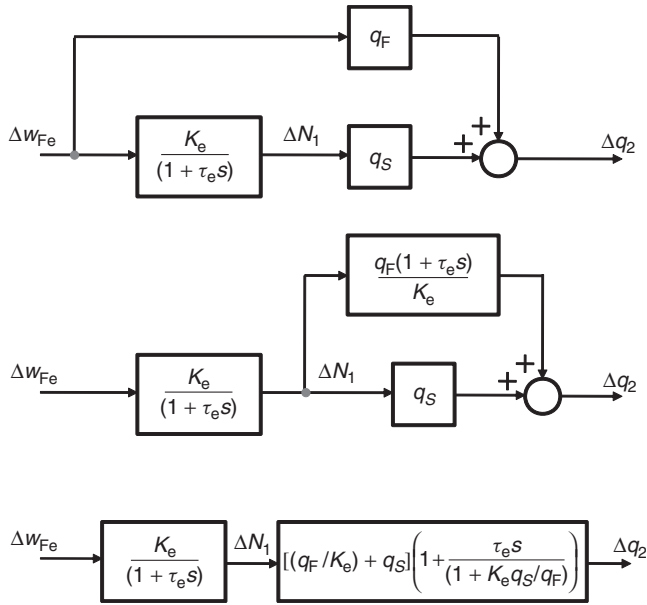 q_F
Δw_Fe
K_e
(1 + τ_e s)
ΔN_1
q_S
+ +
Δq_2
q_F(1 + τ_e s)
K_e
Δw_Fe
K_e
(1 + τ_e s)
ΔN_1
q_S
+ +
Δq_2
Δw_Fe
K_e
(1 + τ_e s)
ΔN_1
[(q_F/K_e) + q_S](1+ τ_e s / (1 + K_e q_S/q_F))
Δq_2